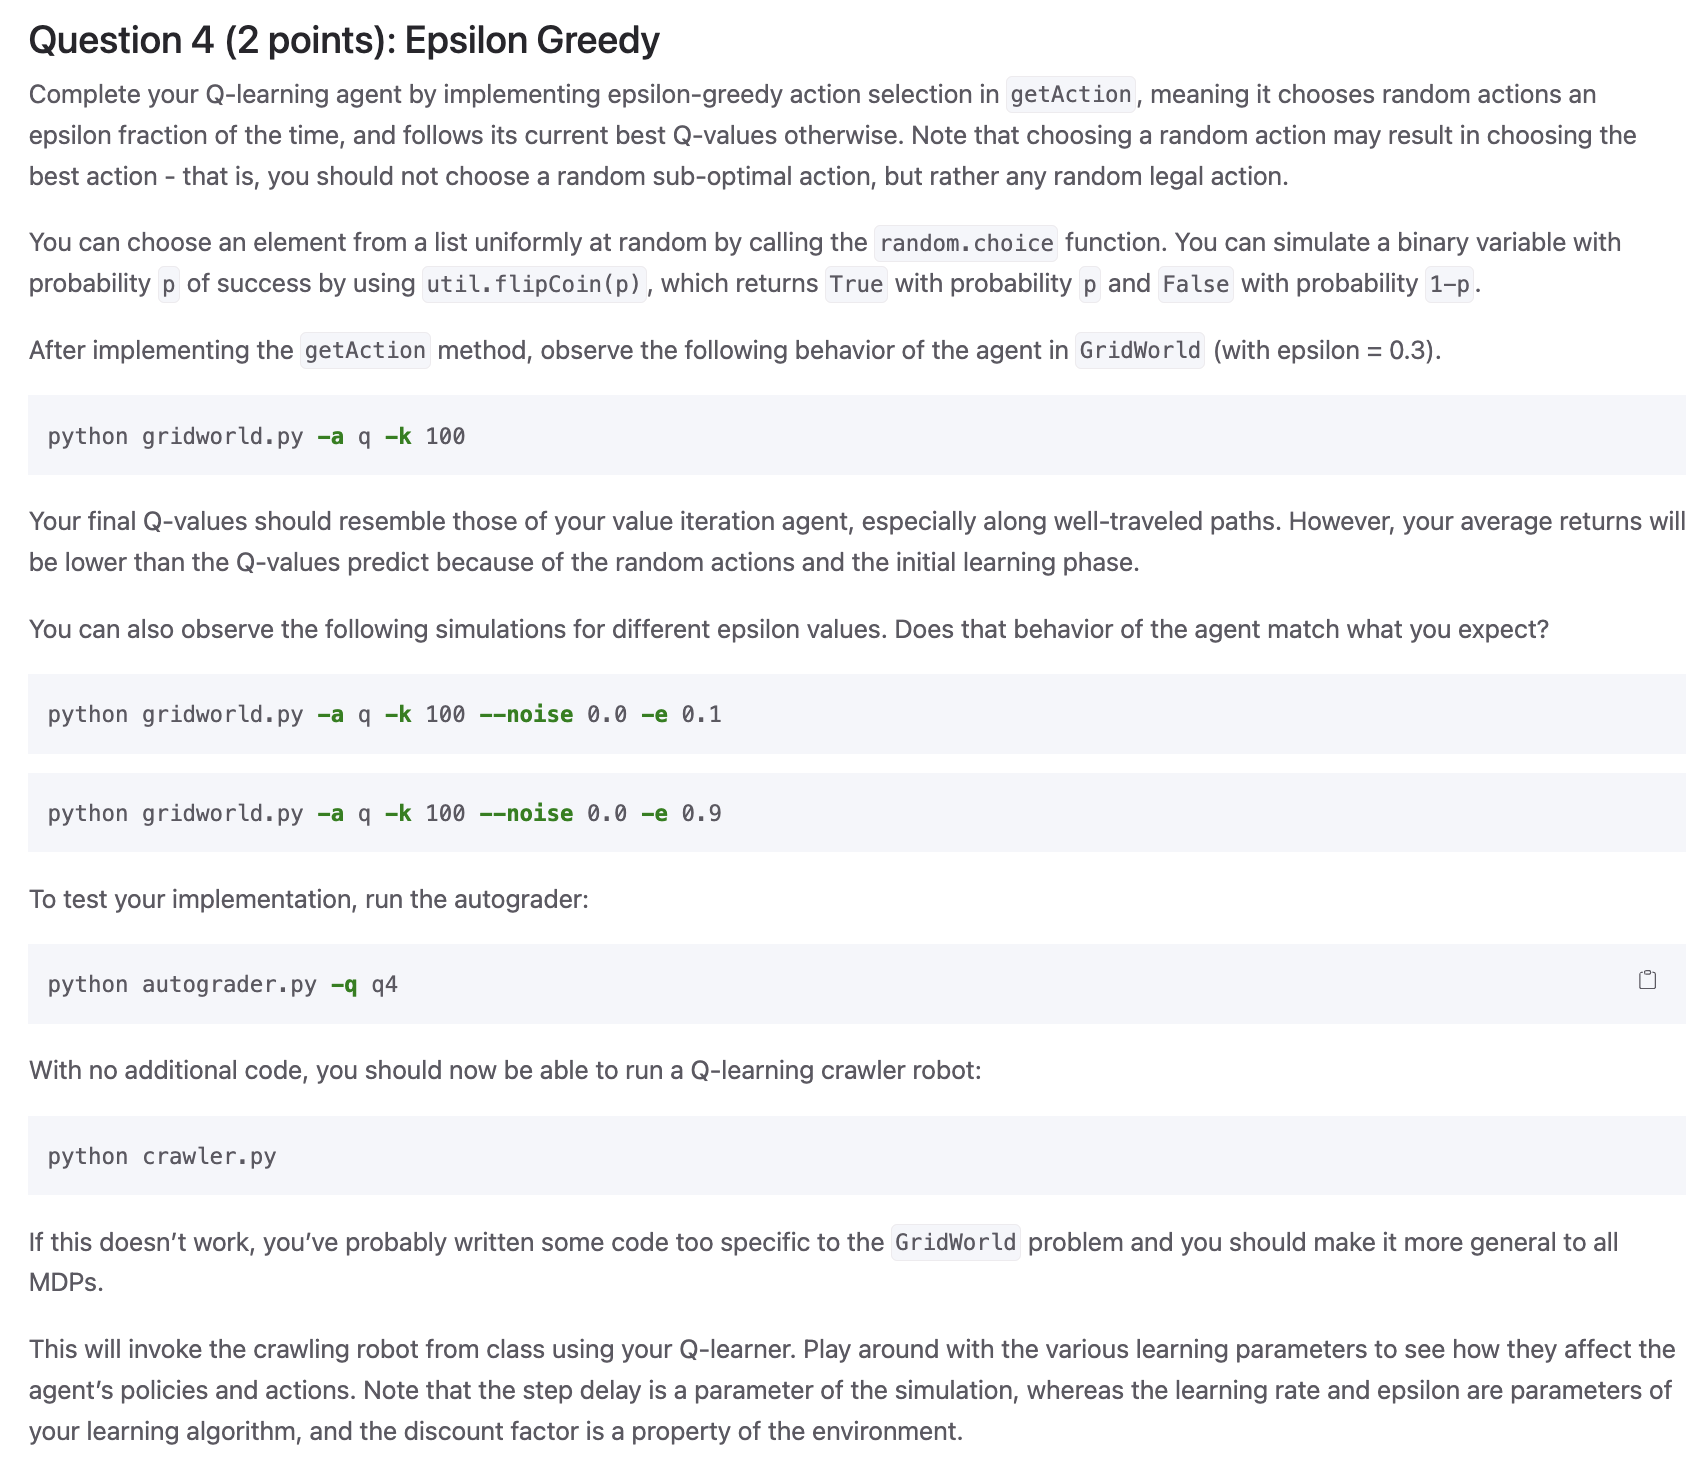 Question 4 (2 points): Epsilon Greedy
Complete your Q-learning agent by implementing epsilon-greedy action selection in getAction, meaning it chooses random actions an
epsilon fraction of the time, and follows its current best Q-values otherwise. Note that choosing a random action may result in choosing the
best action - that is, you should not choose a random sub-optimal action, but rather any random legal action.
You can choose an element from a list uniformly at random by calling the random.choice function. You can simulate a binary variable with
probability p of success by using util.flipCoin(p), which returns True with probability p and False with probability 1-p.
After implementing the getAction method, observe the following behavior of the agent in GridWorld (with epsilon = 0.3).
python gridworld.py -a q -k 100
Your final Q-values should resemble those of your value iteration agent, especially along well-traveled paths. However, your average returns will
be lower than the Q-values predict because of the random actions and the initial learning phase.
You can also observe the following simulations for different epsilon values. Does that behavior of the agent match what you expect?
python gridworld.py -a q -k 100 --noise 0.0 -e 0.1
python gridworld.py -a q -k 100 --noise 0.0 -e 0.9
To test your implementation, run the autograder:
python autograder.py -q q4
With no additional code, you should now be able to run a Q-learning crawler robot:
python crawler.py
If this doesn’t work, you’ve probably written some code too specific to the GridWorld problem and you should make it more general to all
MDPs.
This will invoke the crawling robot from class using your Q-learner. Play around with the various learning parameters to see how they affect the
agent’s policies and actions. Note that the step delay is a parameter of the simulation, whereas the learning rate and epsilon are parameters of
your learning algorithm, and the discount factor is a property of the environment.